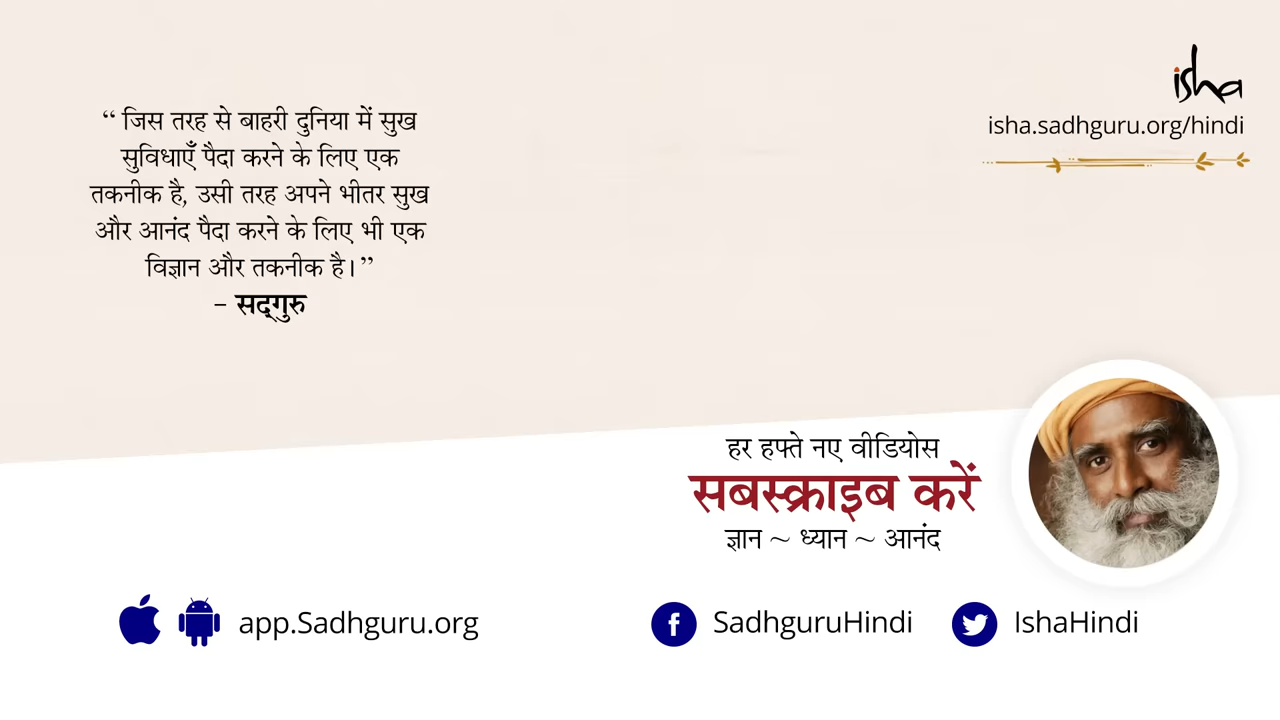 “ जिस तरह से बाहरी दुनिया में सुख
सुविधाएँ पैदा करने के लिए एक
तकनीक है, उसी तरह अपने भीतर सुख
और आनंद पैदा करने के लिए भी एक
विज्ञान और तकनीक है। ”
- सद्गुरु
isha
isha.sadhguru.org/hindi
हर हफ्ते नए वीडियोस
सबस्क्राइब करें
ज्ञान ~ ध्यान ~ आनंद
app.Sadhguru.org
SadhguruHindi
IshaHindi